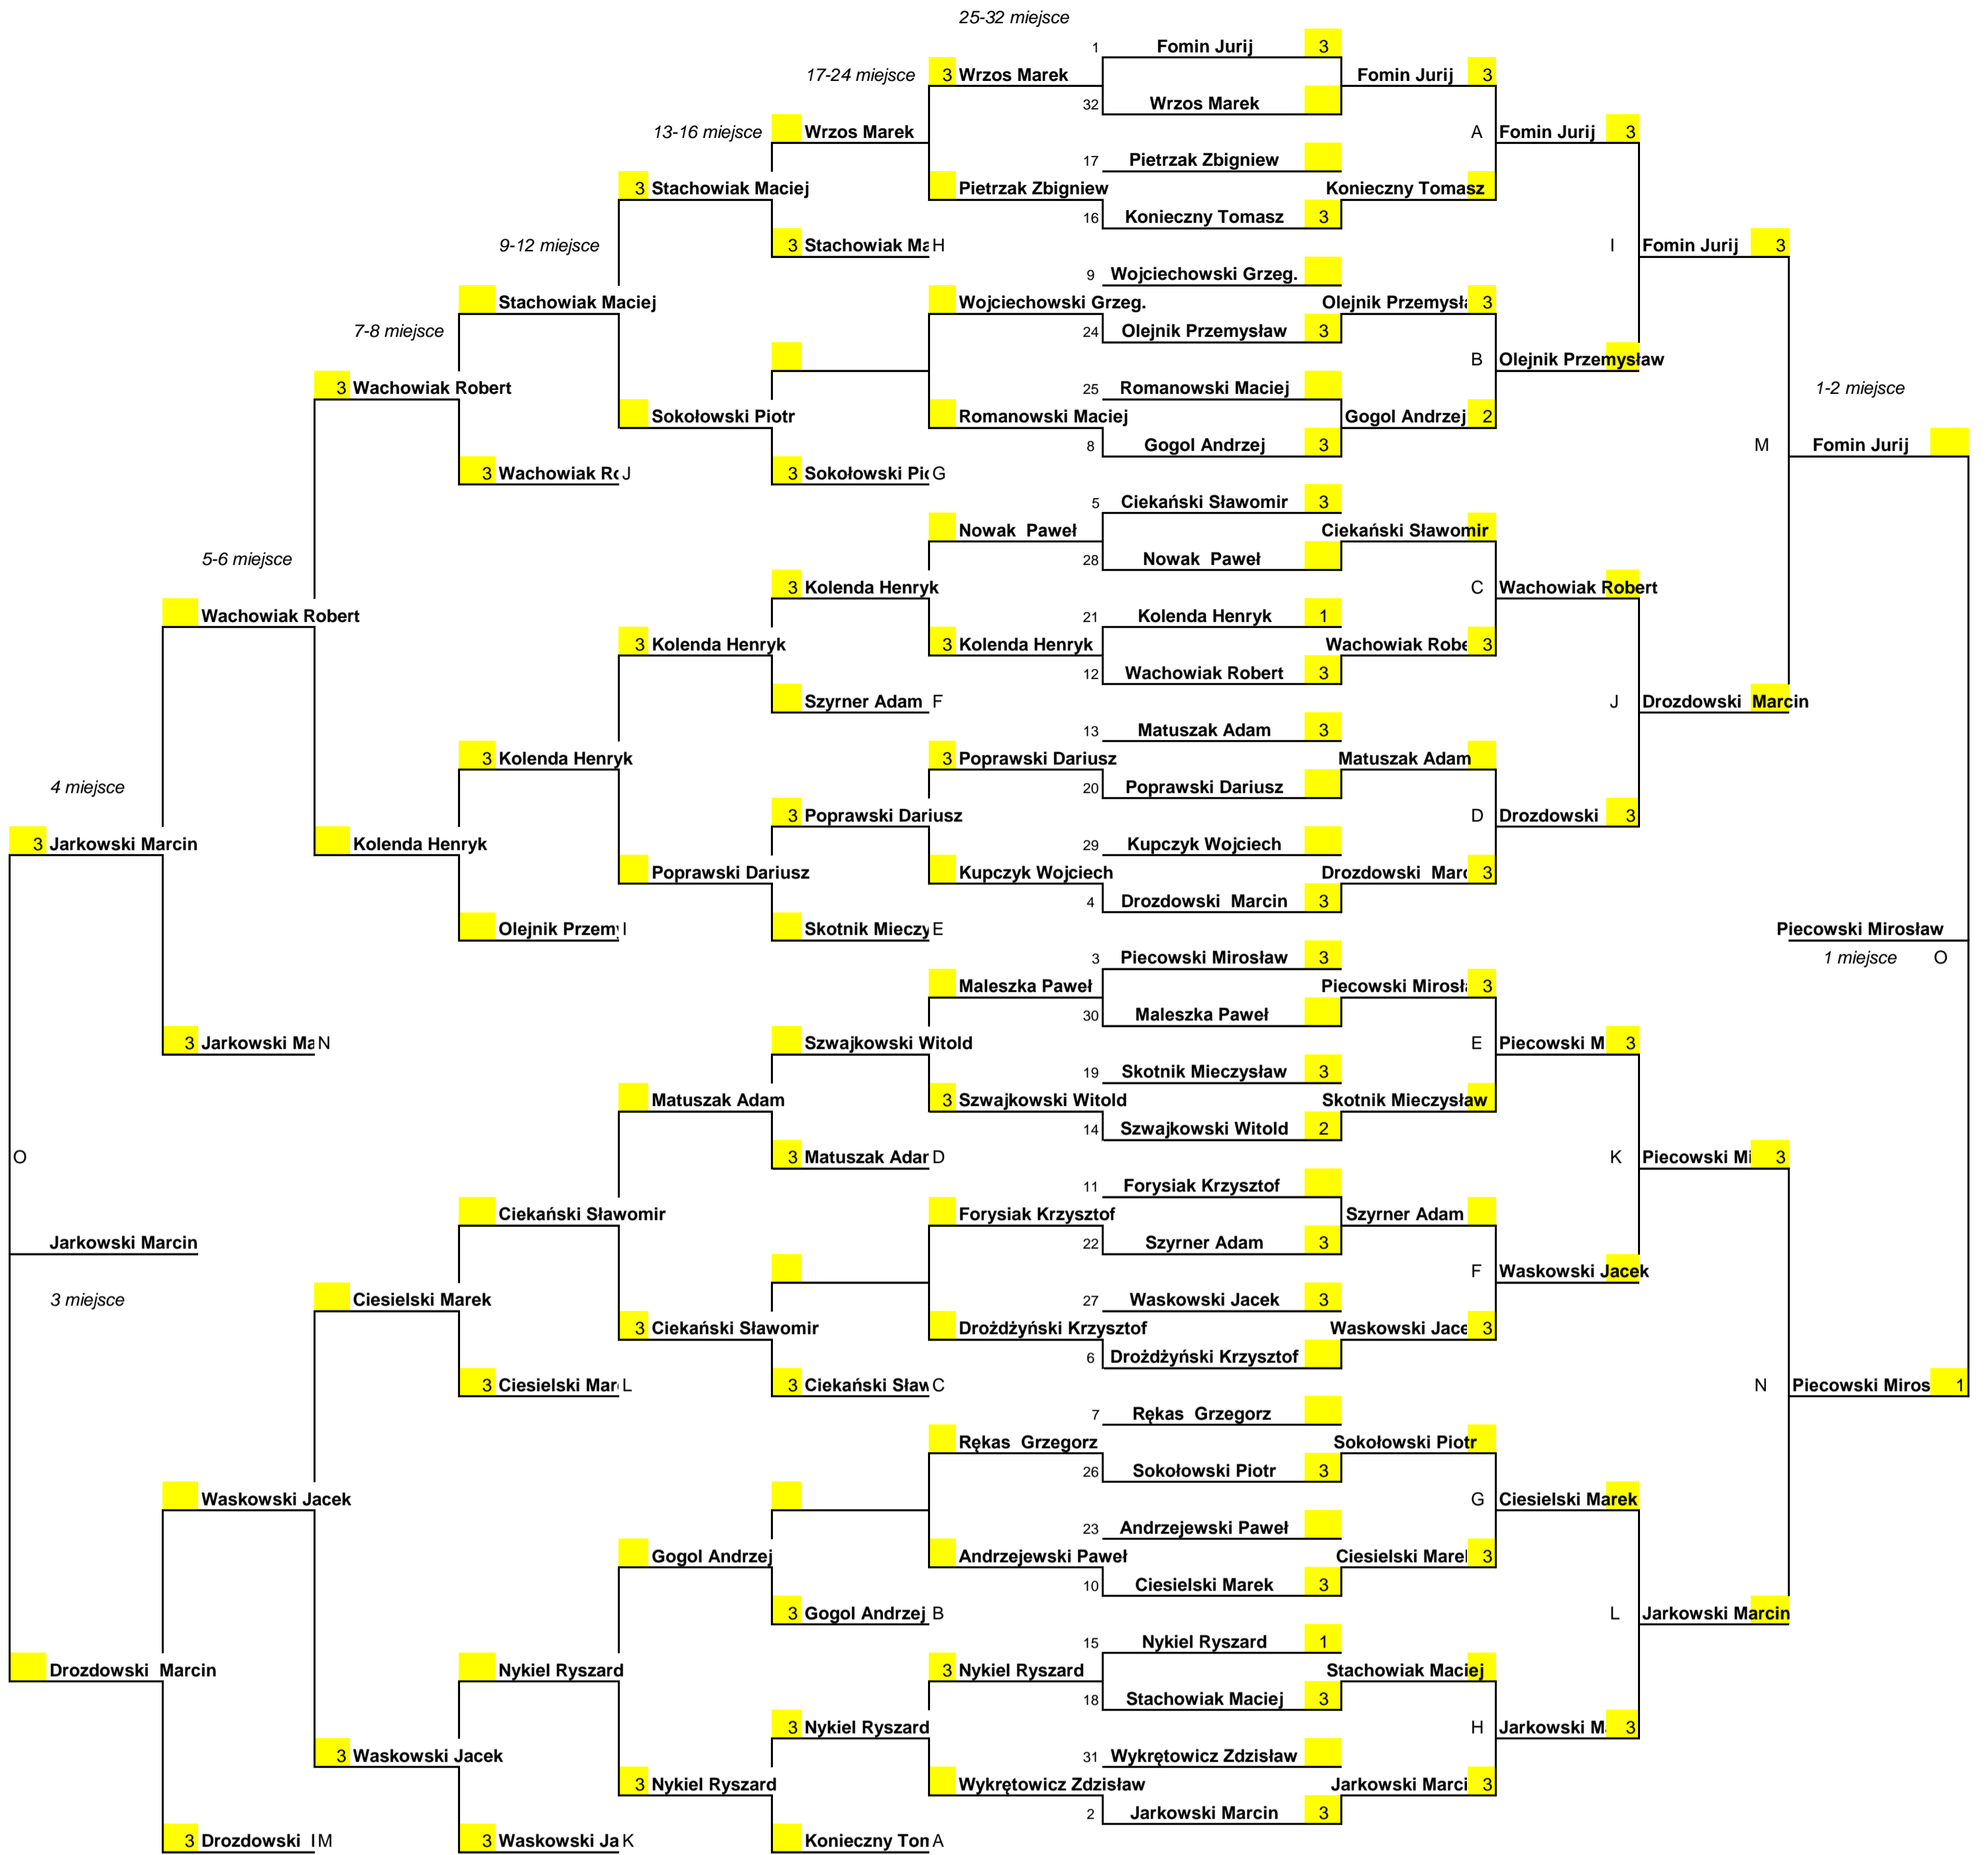 25-32 miejsce
1 Fomin Jurij 3
17-24 miejsce 3 Wrzos Marek Fomin Jurij 3
32 Wrzos Marek
13-16 miejsce Wrzos Marek A Fomin Jurij 3
17 Pietrzak Zbigniew
3 Stachowiak Maciej Pietrzak Zbigniew Konieczny Tomasz
16 Konieczny Tomasz 3
9-12 miejsce 3 Stachowiak Ma H I Fomin Jurij 3
9 Wojciechowski Grzeg.
Stachowiak Maciej Wojciechowski Grzeg. Olejnik Przemysła 3
7-8 miejsce 24 Olejnik Przemysław 3
B Olejnik Przemysław
3 Wachowiak Robert 25 Romanowski Maciej 1-2 miejsce
Sokołowski Piotr Romanowski Maciej Gogol Andrzej 2
8 Gogol Andrzej 3 M Fomin Jurij
3 Wachowiak Ro J 3 Sokołowski Pio G
5 Ciekański Sławomir 3
Nowak Paweł Ciekański Sławomir
5-6 miejsce 28 Nowak Paweł
3 Kolenda Henryk C Wachowiak Robert
Wachowiak Robert 21 Kolenda Henryk 1
3 Kolenda Henryk 3 Kolenda Henryk Wachowiak Robe 3
12 Wachowiak Robert 3
Szyrner Adam F J Drozdowski Marcin
13 Matuszak Adam 3
3 Kolenda Henryk 3 Poprawski Dariusz Matuszak Adam
4 miejsce 20 Poprawski Dariusz
3 Poprawski Dariusz D Drozdowski 3
3 Jarkowski Marcin Kolenda Henryk 29 Kupczyk Wojciech
Poprawski Dariusz Kupczyk Wojciech Drozdowski Marc 3
4 Drozdowski Marcin 3
Olejnik Przemy I Skotnik Mieczy E Piecowski Mirosław
3 Piecowski Mirosław 3 1 miejsce O
Maleszka Paweł Piecowski Mirosła 3
30 Maleszka Paweł
3 Jarkowski Ma N Szwajkowski Witold E Piecowski M 3
19 Skotnik Mieczysław 3
Matuszak Adam 3 Szwajkowski Witold Skotnik Mieczysław
14 Szwajkowski Witold 2
O 3 Matuszak Adar D K Piecowski Mi 3
11 Forysiak Krzysztof
Ciekański Sławomir Forysiak Krzysztof Szyrner Adam
Jarkowski Marcin 22 Szyrner Adam 3
F Waskowski Jacek
3 miejsce Ciesielski Marek 27 Waskowski Jacek 3
3 Ciekański Sławomir Drożdżyński Krzysztof Waskowski Jace 3
6 Drożdżyński Krzysztof
3 Ciesielski Mar L 3 Ciekański Sław C N Piecowski Miros 1
7 Rękas Grzegorz
Rękas Grzegorz Sokołowski Piotr
26 Sokołowski Piotr 3
Waskowski Jacek G Ciesielski Marek
23 Andrzejewski Paweł
Gogol Andrzej Andrzejewski Paweł Ciesielski Marel 3
10 Ciesielski Marek 3
3 Gogol Andrzej B L Jarkowski Marcin
15 Nykiel Ryszard 1
Drozdowski Marcin Nykiel Ryszard 3 Nykiel Ryszard Stachowiak Maciej
18 Stachowiak Maciej 3
3 Nykiel Ryszard H Jarkowski M 3
3 Waskowski Jacek 31 Wykrętowicz Zdzisław
3 Nykiel Ryszard Wykrętowicz Zdzisław Jarkowski Marci 3
2 Jarkowski Marcin 3
3 Drozdowski M 3 Waskowski Ja K Konieczny Ton A